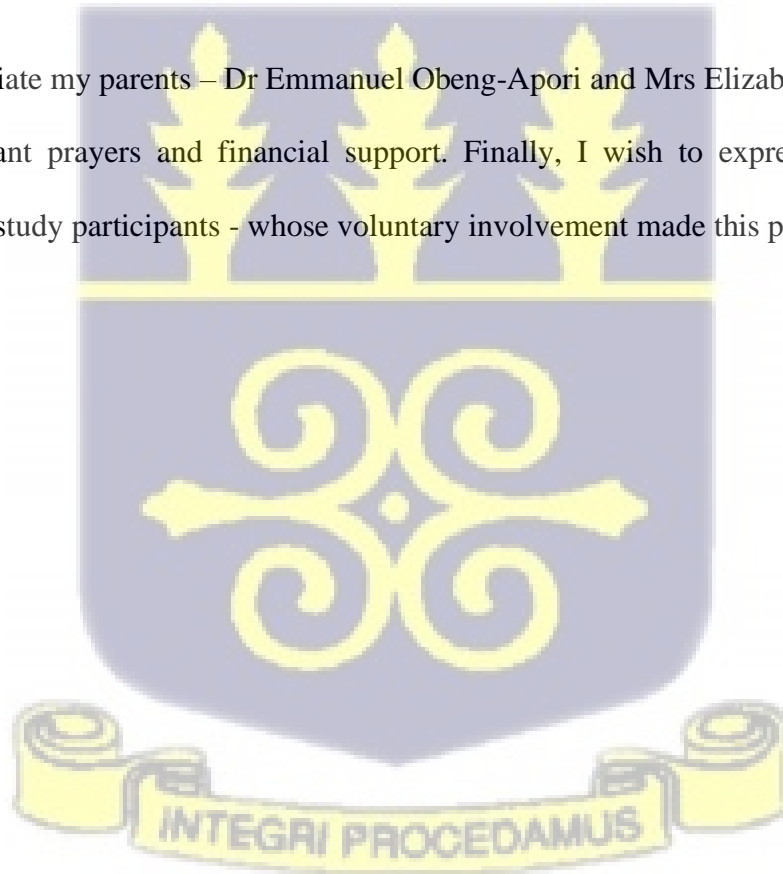 iate my parents – Dr Emmanuel Obeng-Apori and Mrs Elizab
ant prayers and financial support. Finally, I wish to expre
study participants - whose voluntary involvement made this p
INTEGRI PROCEDAMUS